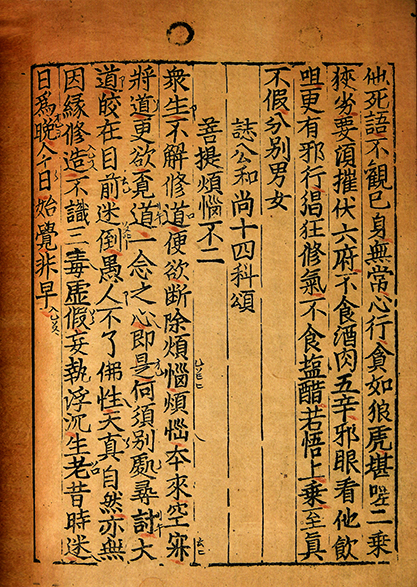 他死語不觀己身無常心行貪如狼虎堪嗟二乘
狹劣要須摧伏六府不食酒肉五辛邪眼看他飲
咀更有邪行猖狂修氣不食盐醋若悟上乘至真
不假分別男女
誌公和尚十四科頌
菩提煩惱不二
衆生不解修道便欲斷除煩惱煩惱本來空寂
將道更欲覓道一念之心即是何須別處尋討大
道皎在目前迷倒愚人不了佛性天真自然亦無
因緣修造不識三毒虛假妄執浮沉生老昔時迷
日爲晚今日始覺非早